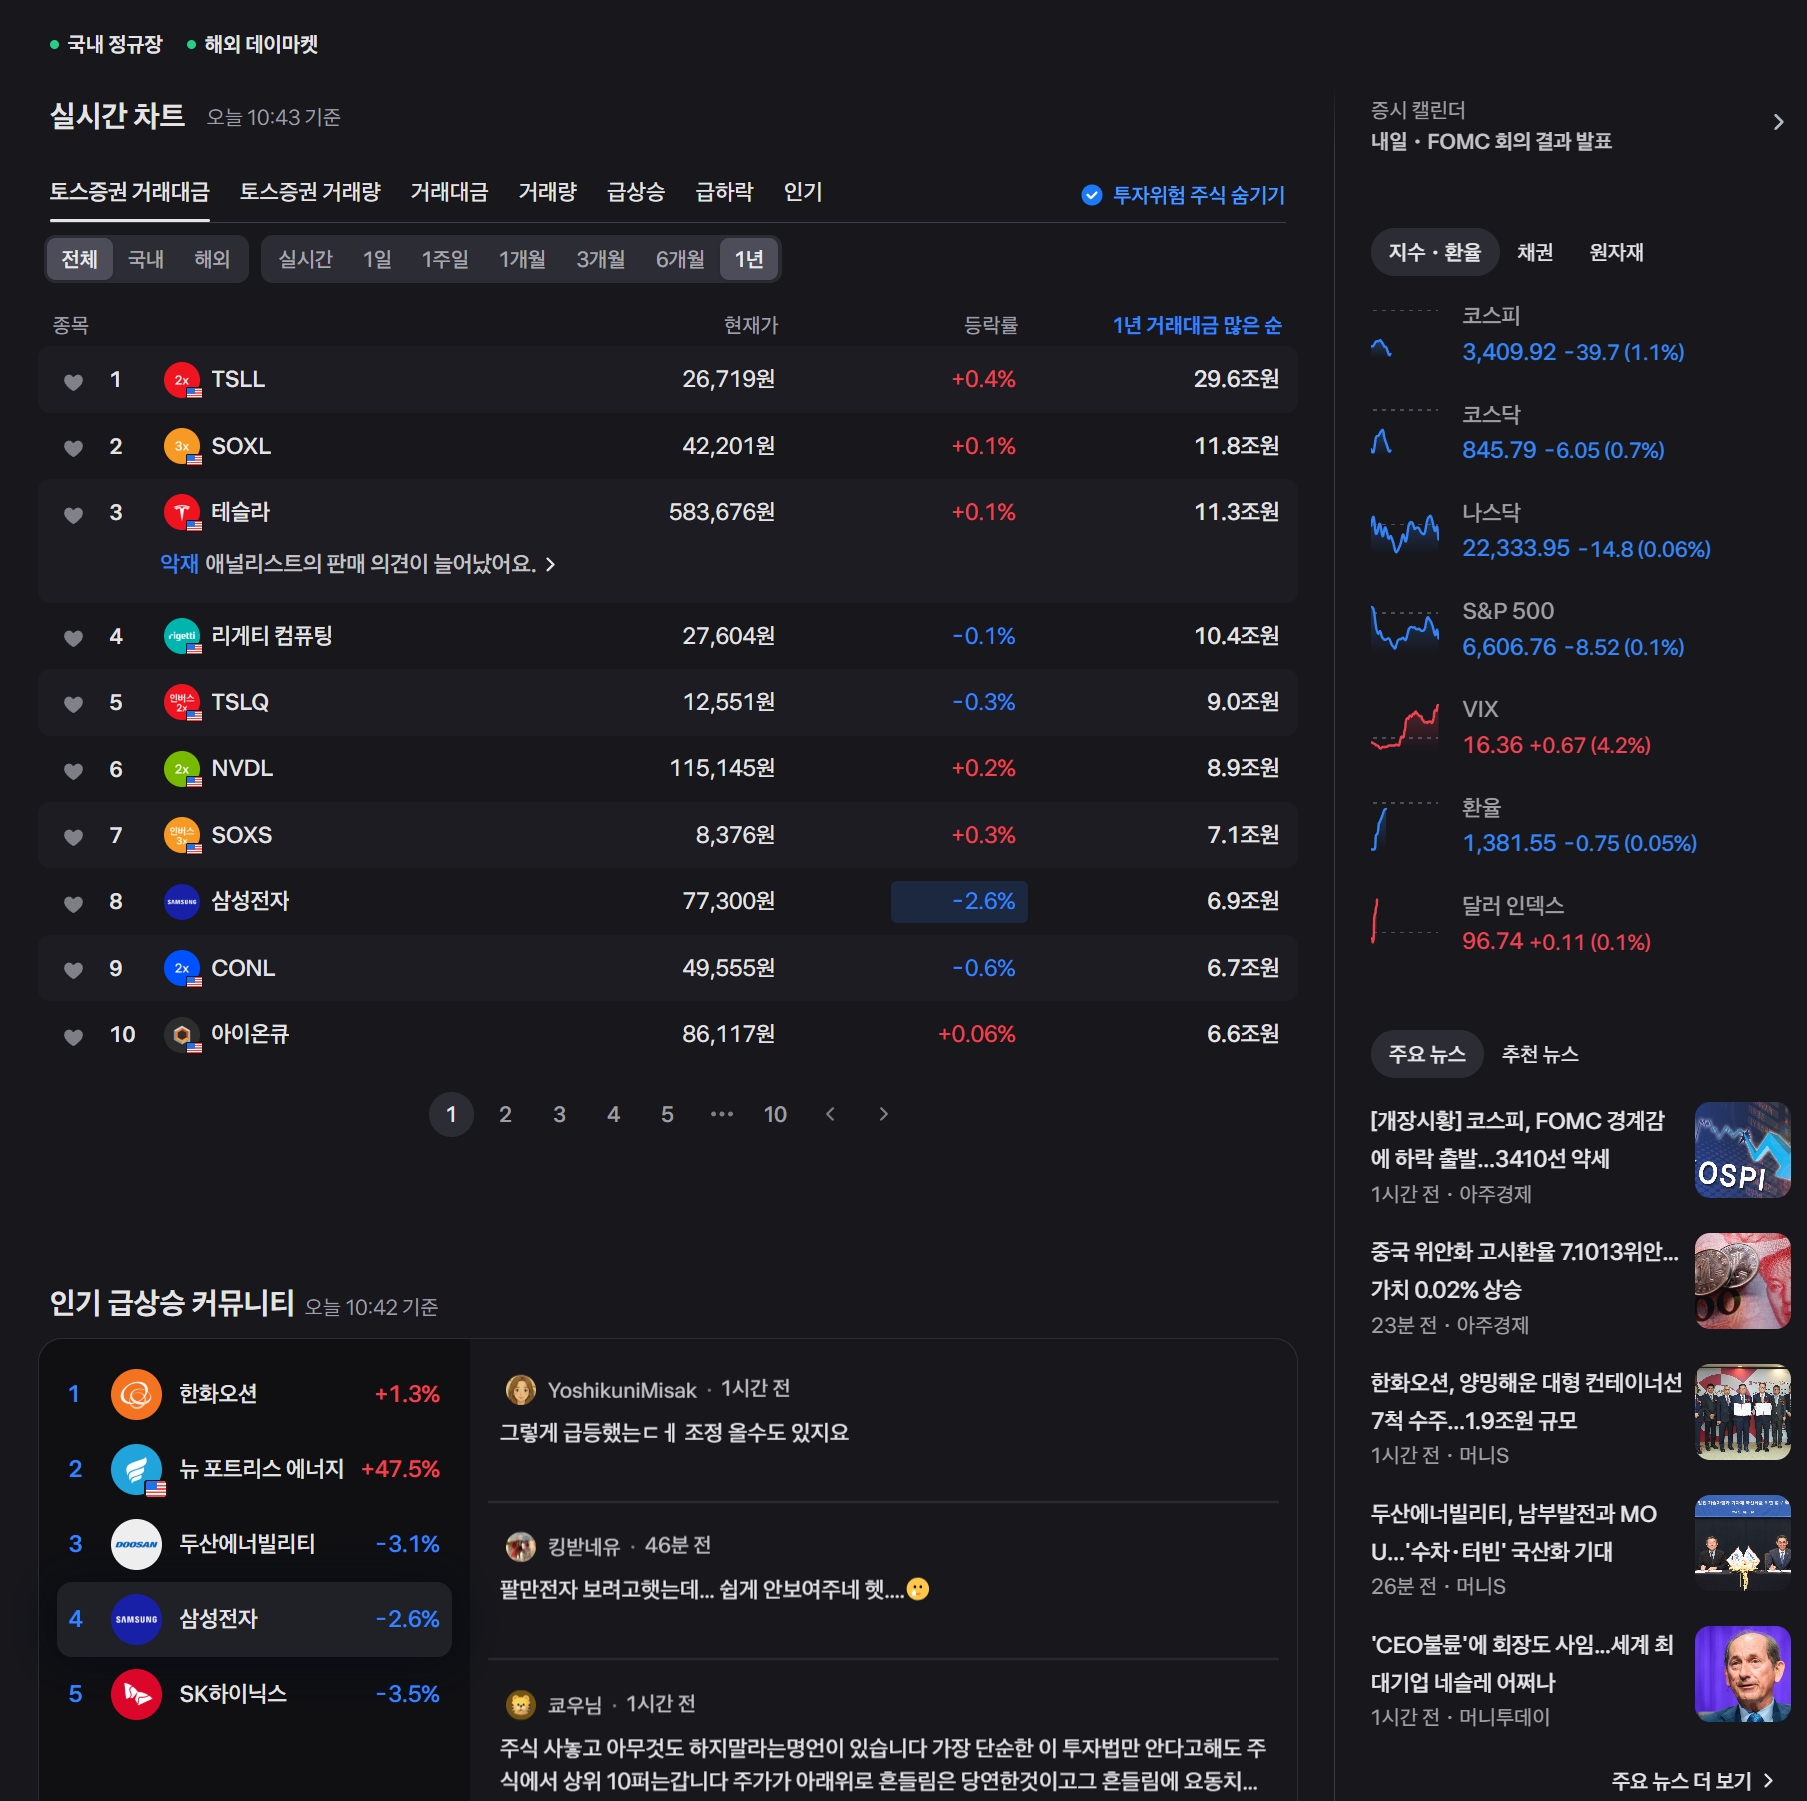 국내 정규장 해외 데이마켓
실시간 차트 오늘 10:43 기준
토스증권 거래대금 토스증권 거래량 거래대금 거래량 급상승 급하락 인기 투자위험 주식 숨기기
전체 국내 해외 실시간 1일 1주일 1개월 3개월 6개월 1년
종목 현재가 등락률 1년 거래대금 많은 순
1 2x TSLL 26,719원 +0.4% 29.6조원
2 3x SOXL 42,201원 +0.1% 11.8조원
3 테슬라 583,676원 +0.1% 11.3조원
악재 애널리스트의 판매 의견이 늘어났어요.
4 rigetti 리게티 컴퓨팅 27,604원 -0.1% 10.4조원
5 인버스 2x TSLQ 12,551원 -0.3% 9.0조원
6 2x NVDL 115,145원 +0.2% 8.9조원
7 인버스 3x SOXS 8,376원 +0.3% 7.1조원
8 SAMSUNG 삼성전자 77,300원 -2.6% 6.9조원
9 2x CONL 49,555원 -0.6% 6.7조원
10 아이온큐 86,117원 +0.06% 6.6조원
1 2 3 4 5 ··· 10
인기 급상승 커뮤니티 오늘 10:42 기준
1 한화오션 +1.3%
2 뉴 포트리스 에너지 +47.5%
3 DOOSAN 두산에너빌리티 -3.1%
4 SAMSUNG 삼성전자 -2.6%
5 SK하이닉스 -3.5%
YoshikuniMisak · 1시간 전
그렇게 급등했는ㄷㅔ 조정 올수도 있지요
킹받네유 · 46분 전
팔만전자 보려고햇는데... 쉽게 안보여주네 헷....🥲
쿄우님 · 1시간 전
주식 사놓고 아무것도 하지말라는명언이 있습니다 가장 단순한 이 투자법만 안다고해도 주
식에서 상위 10퍼는갑니다 주가가 아래위로 흔들림은 당연한것이고그 흔들림에 요동치...
증시 캘린더
내일 · FOMC 회의 결과 발표
지수 · 환율 채권 원자재
코스피
3,409.92 -39.7 (1.1%)
코스닥
845.79 -6.05 (0.7%)
나스닥
22,333.95 -14.8 (0.06%)
S&P 500
6,606.76 -8.52 (0.1%)
VIX
16.36 +0.67 (4.2%)
환율
1,381.55 -0.75 (0.05%)
달러 인덱스
96.74 +0.11 (0.1%)
주요 뉴스 추천 뉴스
[개장시황] 코스피, FOMC 경계감
에 하락 출발...3410선 약세
1시간 전 · 아주경제
OSPI
중국 위안화 고시환율 7.1013위안...
가치 0.02% 상승
23분 전 · 아주경제
한화오션, 양밍해운 대형 컨테이너선
7척 수주...1.9조원 규모
1시간 전 · 머니S
두산에너빌리티, 남부발전과 MO
U...'수차·터빈' 국산화 기대
26분 전 · 머니S
'CEO불륜'에 회장도 사임...세계 최
대기업 네슬레 어쩌나
1시간 전 · 머니투데이
주요 뉴스 더 보기